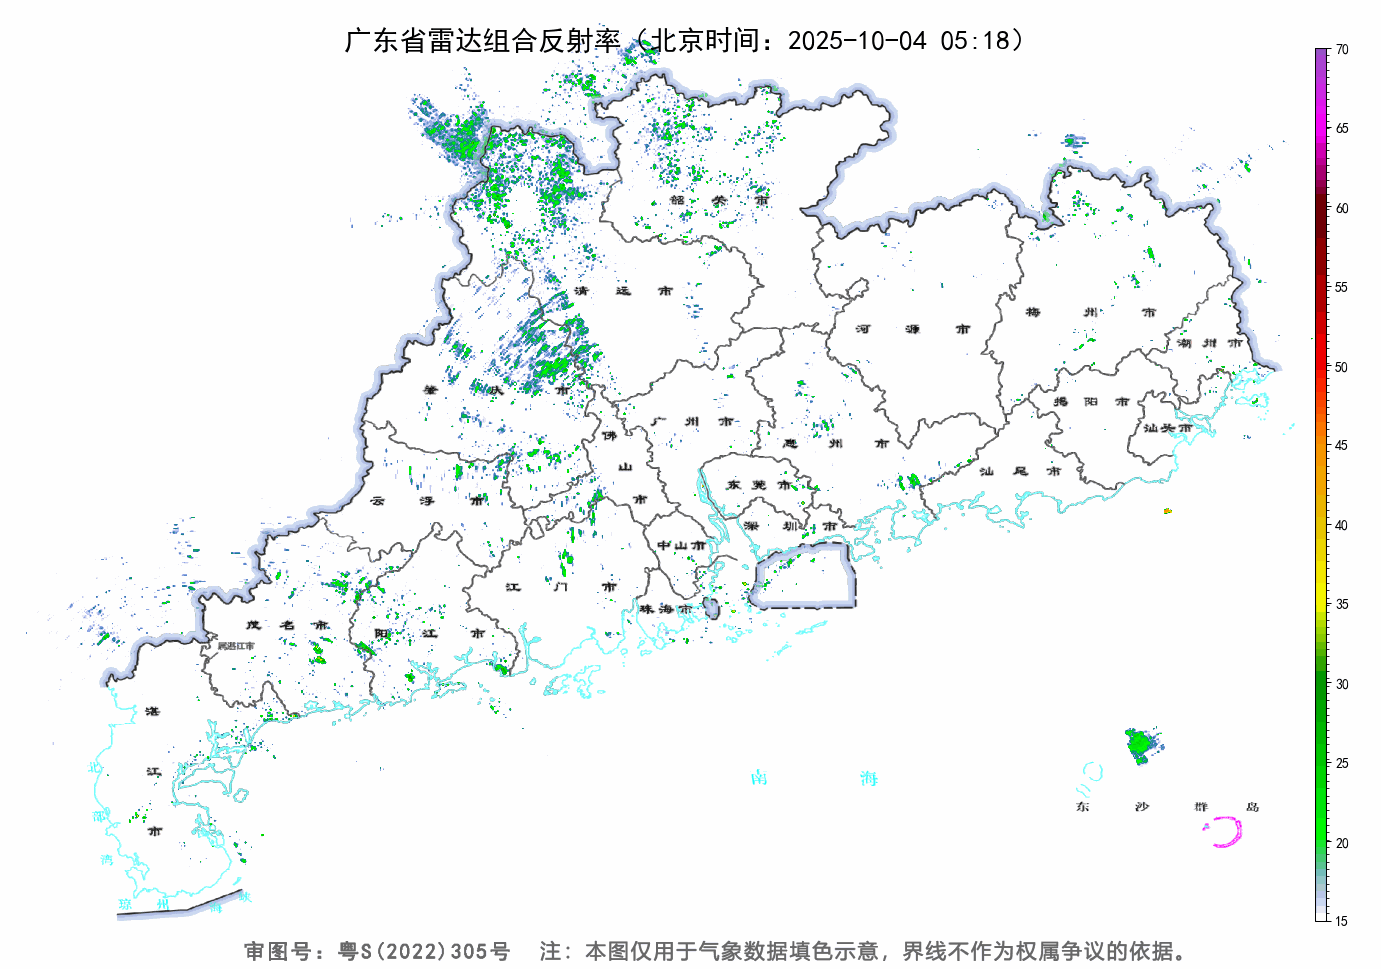 广东省雷达组合反射率（北京时间：2025-10-04 05:18）
70
65
60
55
50
45
40
35
30
25
20
15
韶 关 市
清 远 市
河 源 市
梅 州 市
潮 州 市
肇 庆 市
广 州 市
佛 山 市
惠 州 市
揭 阳 市
汕头市
汕 尾 市
云 浮 市
东 莞 市
深 圳 市
中山市
江 门 市
珠海市
茂 名 市
阳 江 市
属湛江市
湛 江 市
南 海
东 沙 群 岛
北 部 湾
琼 州 海 峡
审图号：粤S(2022)305号 注：本图仅用于气象数据填色示意，界线不作为权属争议的依据。